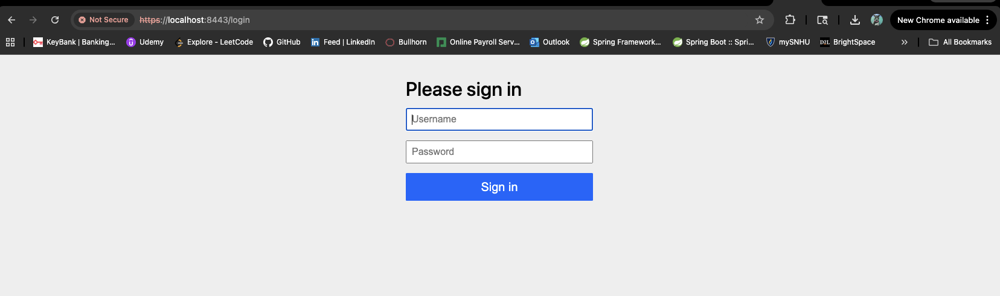 Not Secure https://localhost:8443/login New Chrome available
KeyBank | Banking... Udemy Explore - LeetCode GitHub Feed | LinkedIn Bullhorn Online Payroll Serv... Outlook Spring Framework... Spring Boot :: Spri... mySNHU D2L BrightSpace » All Bookmarks
Please sign in
Username
Password
Sign in